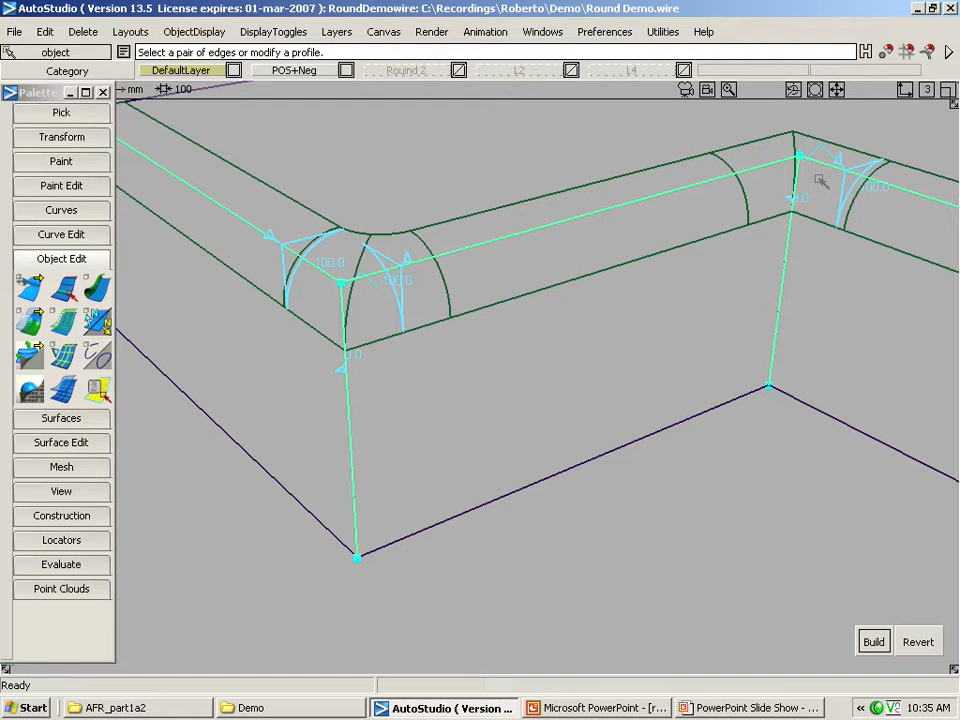 AutoStudio ( Version 13.5 License expires: 01-mar-2007 ): RoundDemowire: C:\Recordings\Roberto\Demo\Round Demo.wire
File Edit Delete Layouts ObjectDisplay DisplayToggles Layers Canvas Render Animation Windows Preferences Utilities Help
object Select a pair of edges or modify a profile.
Category DefaultLayer POS+Neg Round 2 L2 L4
Palette mm 100 3
Pick
Transform
Paint
Paint Edit
Curves
Curve Edit
Object Edit
Surfaces
Surface Edit
Mesh
View
Construction
Locators
Evaluate
Point Clouds
100.0
100.0
Build Revert
Ready
Start AFR_part1a2 Demo AutoStudio ( Version ... Microsoft PowerPoint - [r... PowerPoint Slide Show - ... « 10:35 AM